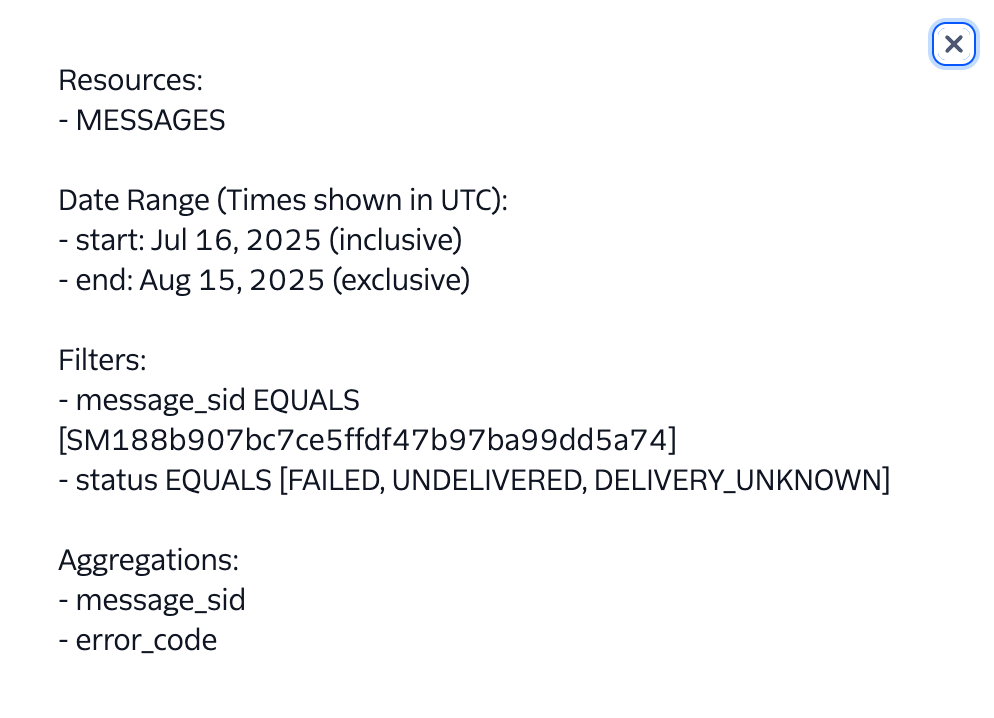 Resources:
- MESSAGES
Date Range (Times shown in UTC):
- start: Jul 16, 2025 (inclusive)
- end: Aug 15, 2025 (exclusive)
Filters:
- message_sid EQUALS
[SM188b907bc7ce5ffdf47b97ba99dd5a74]
- status EQUALS [FAILED, UNDELIVERED, DELIVERY_UNKNOWN]
Aggregations:
- message_sid
- error_code